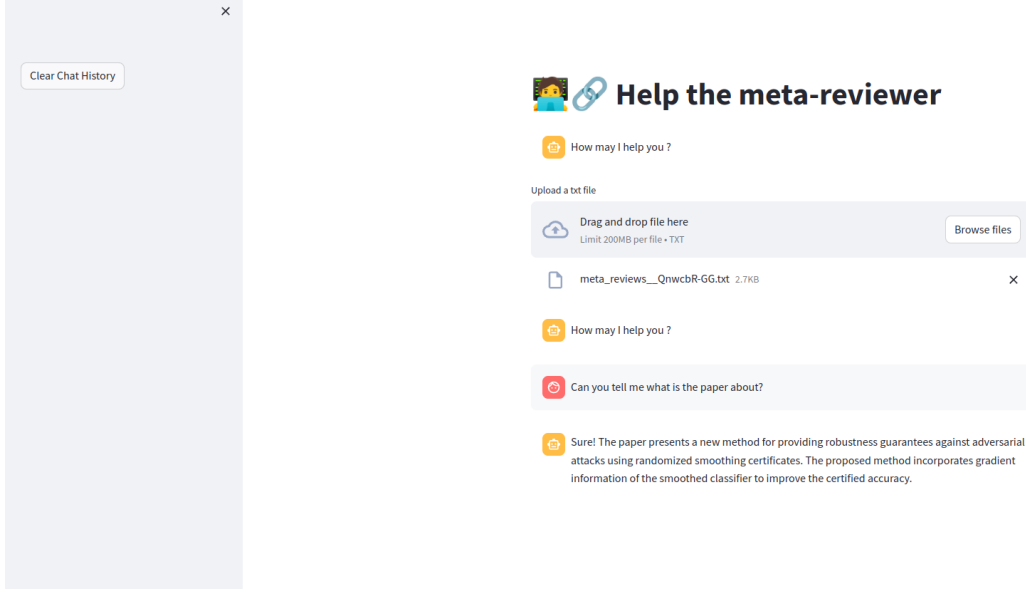 Clear Chat History
Help the meta-reviewer
How may I help you ?
Upload a txt file
Drag and drop file here
Limit 200MB per file • TXT
Browse files
meta_reviews__QnwcbR-GG.txt 2.7KB
How may I help you ?
Can you tell me what is the paper about?
Sure! The paper presents a new method for providing robustness guarantees against adversarial
attacks using randomized smoothing certificates. The proposed method incorporates gradient
information of the smoothed classifier to improve the certified accuracy.